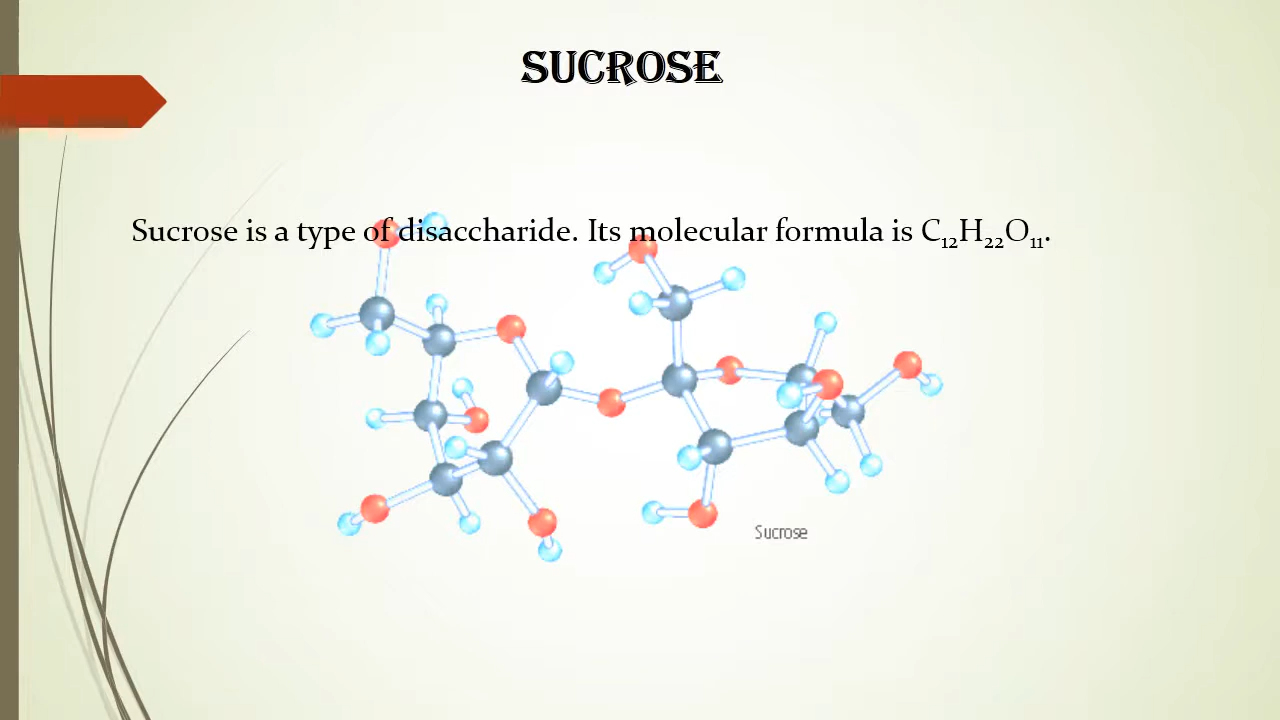 SUCROSE
Sucrose is a type of disaccharide. Its molecular formula is C₁₂H₂₂O₁₁.
Sucrose